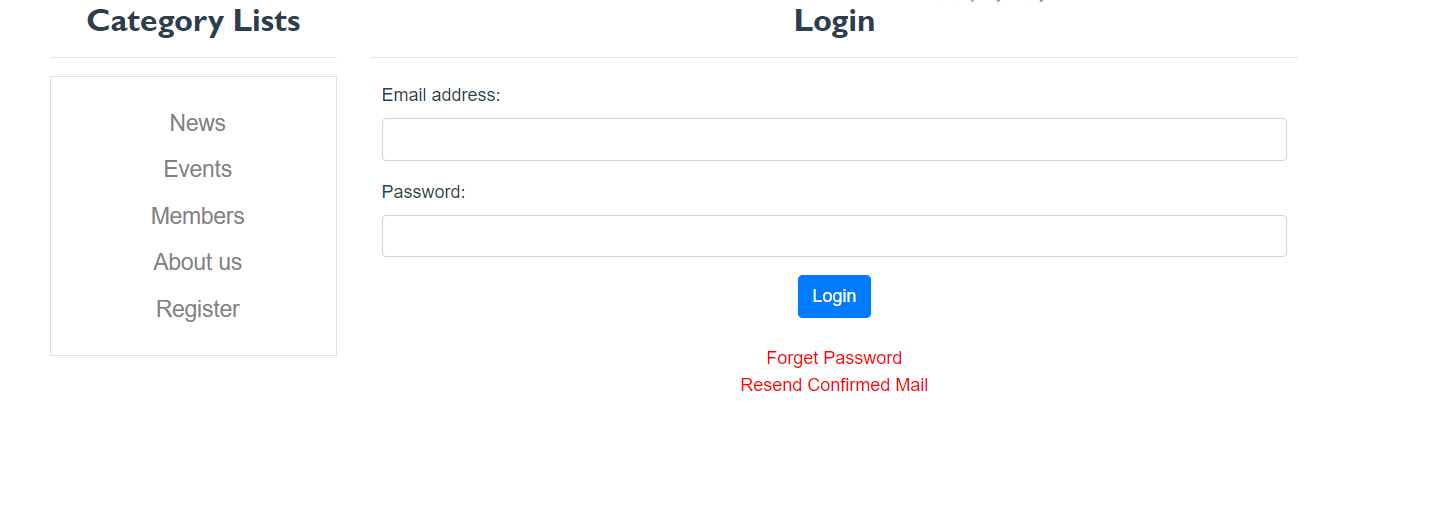 Category Lists
News
Events
Members
About us
Register
Login
Email address:
Password:
Login
Forget Password
Resend Confirmed Mail